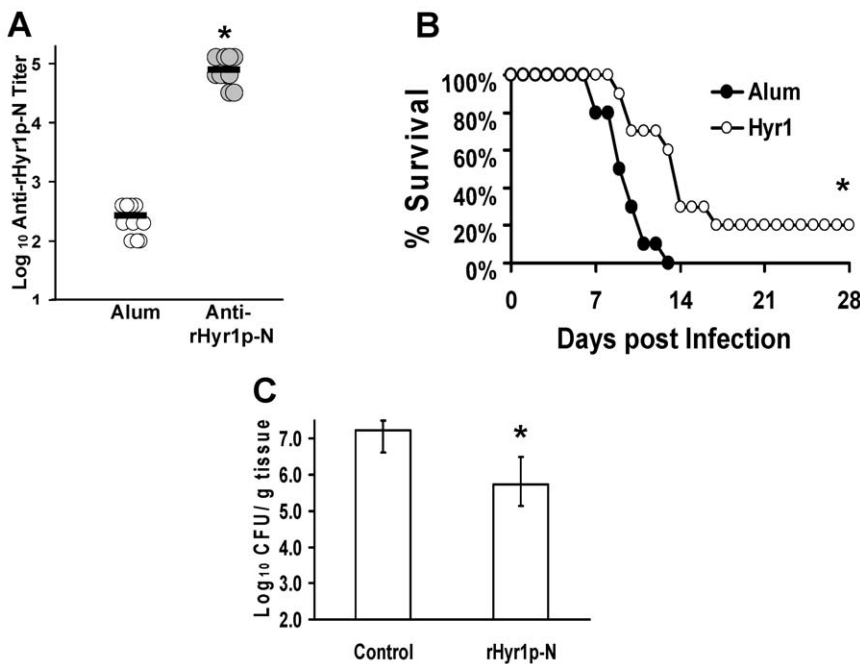 A
Log 10 Anti-rHyr1p-N Titer
5
4
3
2
1
*
Alum
Anti-
rHyr1p-N
B
% Survival
100%
80%
60%
40%
20%
0%
Alum
Hyr1
*
0 7 14 21 28
Days post Infection
C
Log10 CFU/ g tissue
7.0
6.0
5.0
4.0
3.0
2.0
*
Control
rHyr1p-N